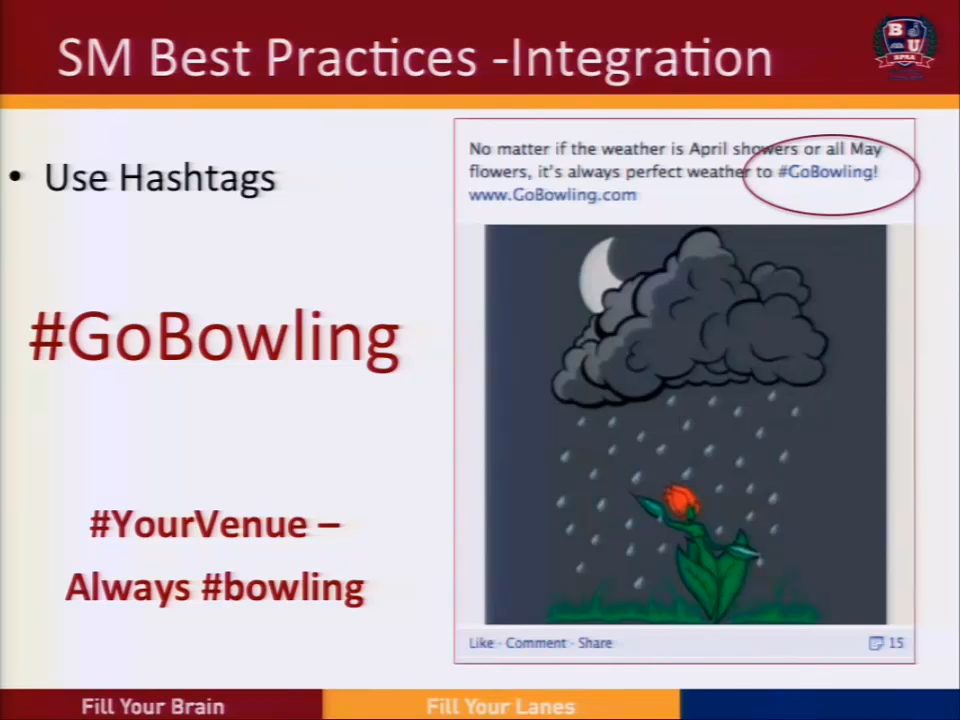 SM Best Practices -Integration
B U
BPAA
• Use Hashtags
#GoBowling
#YourVenue –
Always #bowling
No matter if the weather is April showers or all May
flowers, it's always perfect weather to #GoBowling!
www.GoBowling.com
Like · Comment · Share
15
Fill Your Brain
Fill Your Lanes